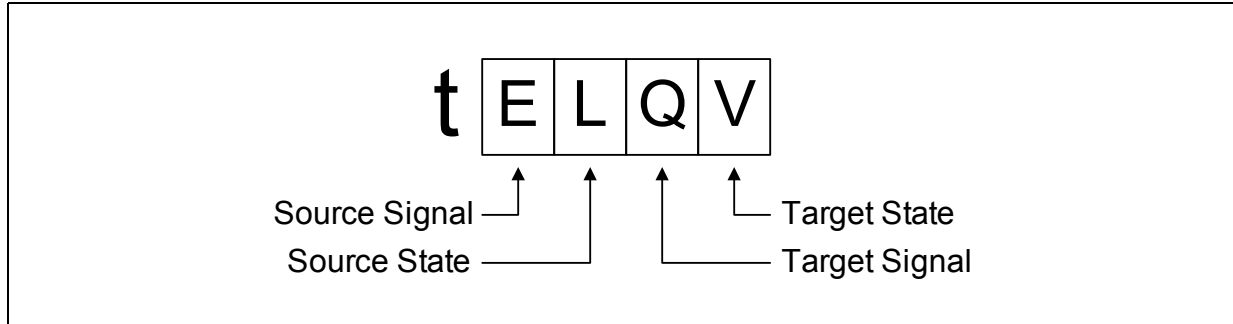 t E L Q V
Source Signal Target State
Source State Target Signal